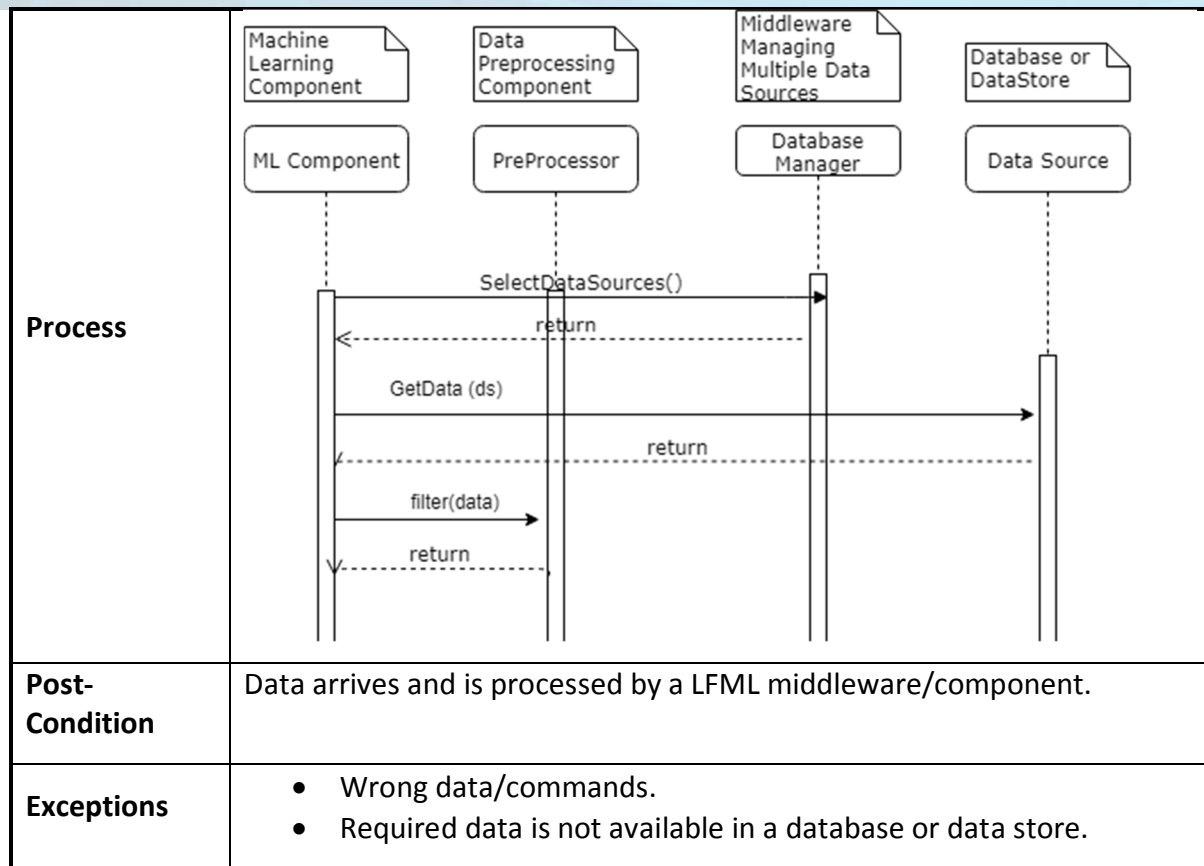 Machine
Learning
Component
Data
Preprocessing
Component
Middleware
Managing
Multiple Data
Sources
Database or
DataStore
ML Component
PreProcessor
Database
Manager
Data Source
SelectDataSources()
return
GetData (ds)
return
filter(data)
return
Process
Post-
Condition
Data arrives and is processed by a LFML middleware/component.
Exceptions
• Wrong data/commands.
• Required data is not available in a database or data store.